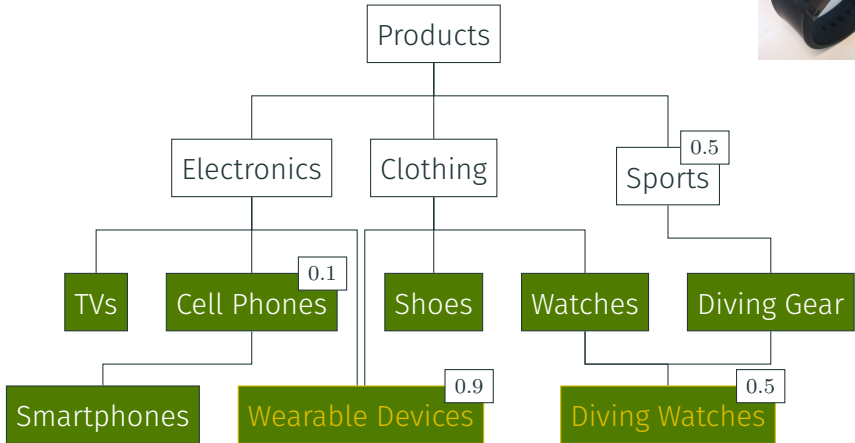 Products
Electronics
Clothing
0.5
Sports
TVs
0.1
Cell Phones
Shoes
Watches
Diving Gear
Smartphones
0.9
Wearable Devices
0.5
Diving Watches